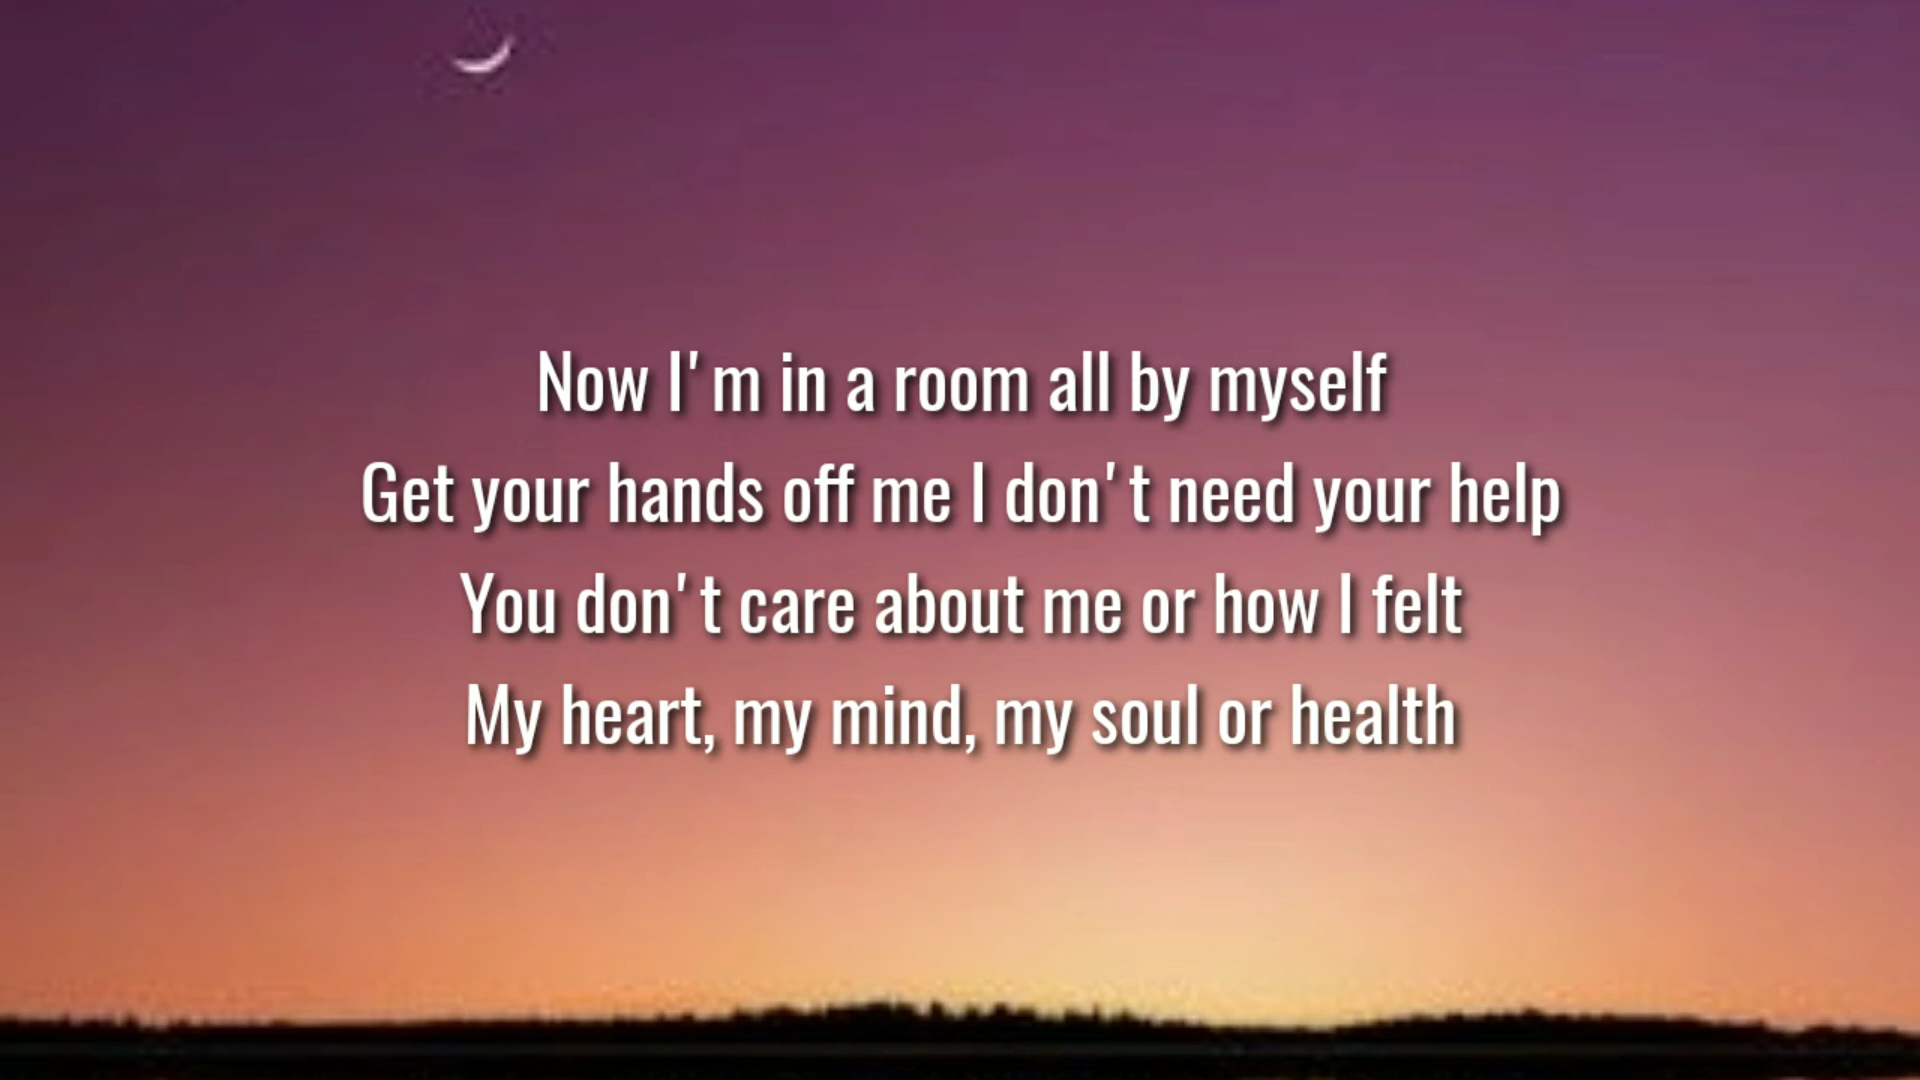 Now I'm in a room all by myself
Get your hands off me I don't need your help
You don't care about me or how I felt
My heart, my mind, my soul or health